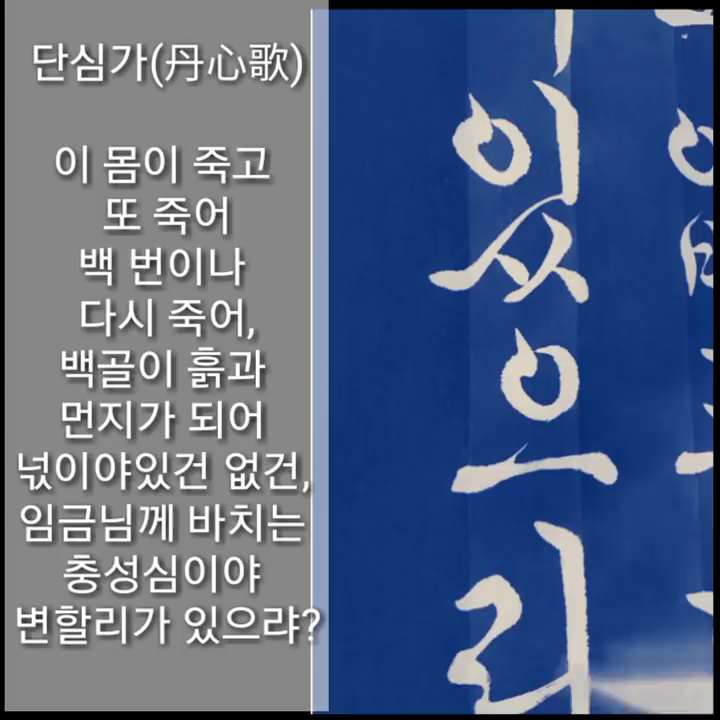 단심가(丹心歌)
이 몸이 죽고
또 죽어
백 번이나
다시 죽어,
백골이 흙과
먼지가 되어
넋이야있건 없건,
임금님께 바치는
충성심이야
변할리가 있으랴?
있으리